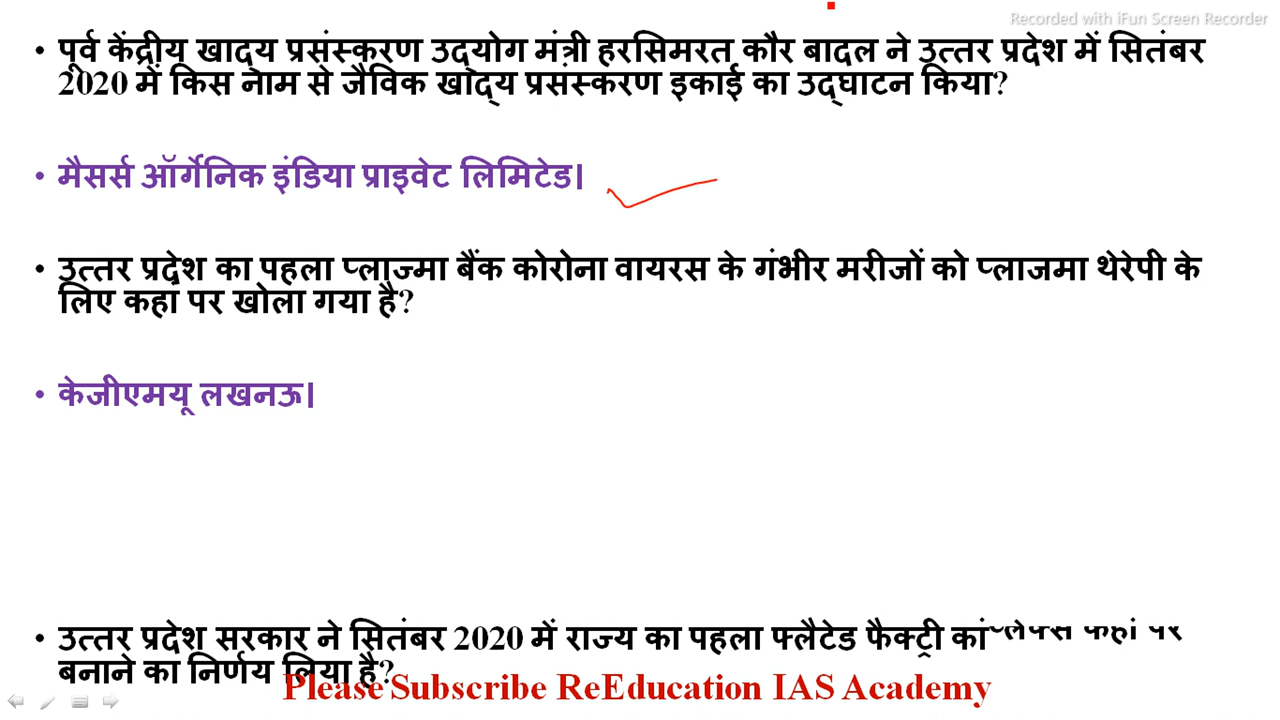 Recorded with iFun Screen Recorder
• पूर्व केंद्रीय खाद्य प्रसंस्करण उद्योग मंत्री हरसिमरत कौर बादल ने उत्तर प्रदेश में सितंबर
2020 में किस नाम से जैविक खाद्य प्रसंस्करण इकाई का उद्घाटन किया?
• मैसर्स ऑर्गेनिक इंडिया प्राइवेट लिमिटेड।
• उत्तर प्रदेश का पहला प्लाज्मा बैंक कोरोना वायरस के गंभीर मरीजों को प्लाजमा थेरेपी के
लिए कहां पर खोला गया है?
• केजीएमयू लखनऊ।
• उत्तर प्रदेश सरकार ने सितंबर 2020 में राज्य का पहला फ्लैटेड फैक्ट्री कांप्लेक्स कहां पर
बनाने का निर्णय लिया है?
Please Subscribe ReEducation IAS Academy